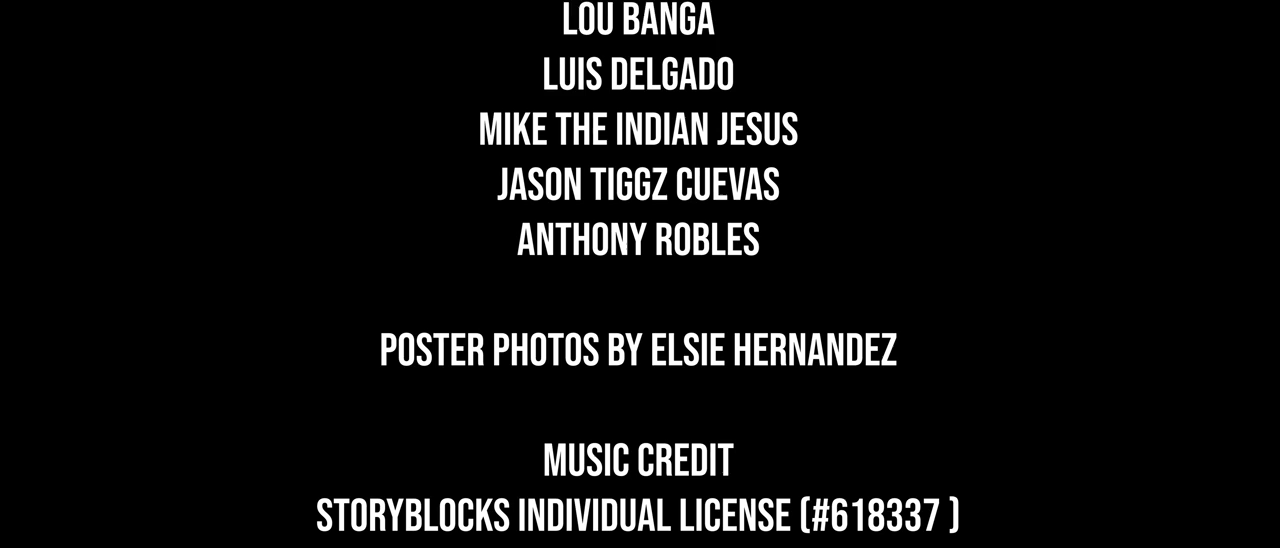 LOU BANGA
LUIS DELGADO
MIKE THE INDIAN JESUS
JASON TIGGZ CUEVAS
ANTHONY ROBLES
POSTER PHOTOS BY ELSIE HERNANDEZ
MUSIC CREDIT
STORYBLOCKS INDIVIDUAL LICENSE (#618337 )